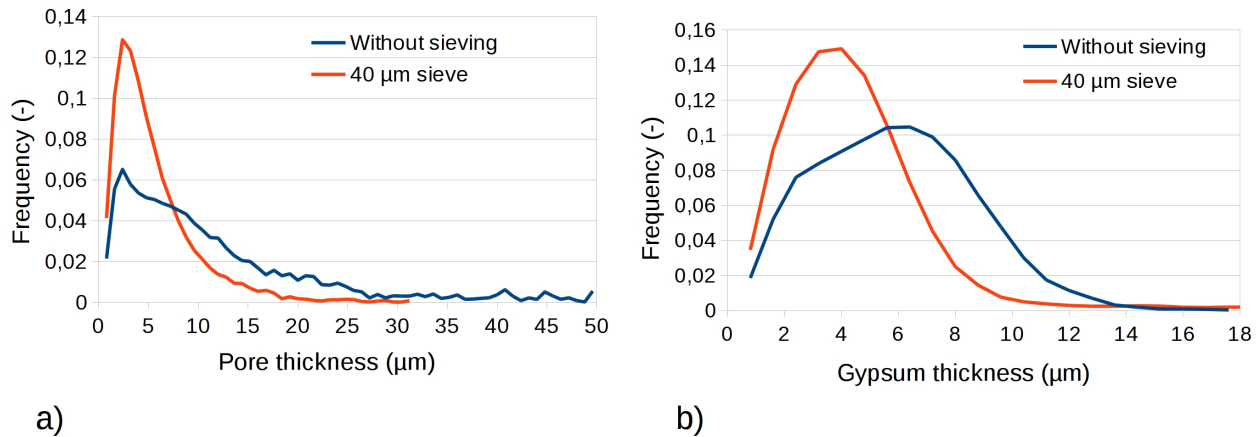 0,14
0,12
0,1
0,08
0,06
0,04
0,02
0
Frequency (-)
Without sieving
40 µm sieve
0 5 10 15 20 25 30 35 40 45 50
Pore thickness (µm)
a)
0,16
0,14
0,12
0,1
0,08
0,06
0,04
0,02
0
Frequency (-)
Without sieving
40 µm sieve
0 2 4 6 8 10 12 14 16 18
Gypsum thickness (µm)
b)